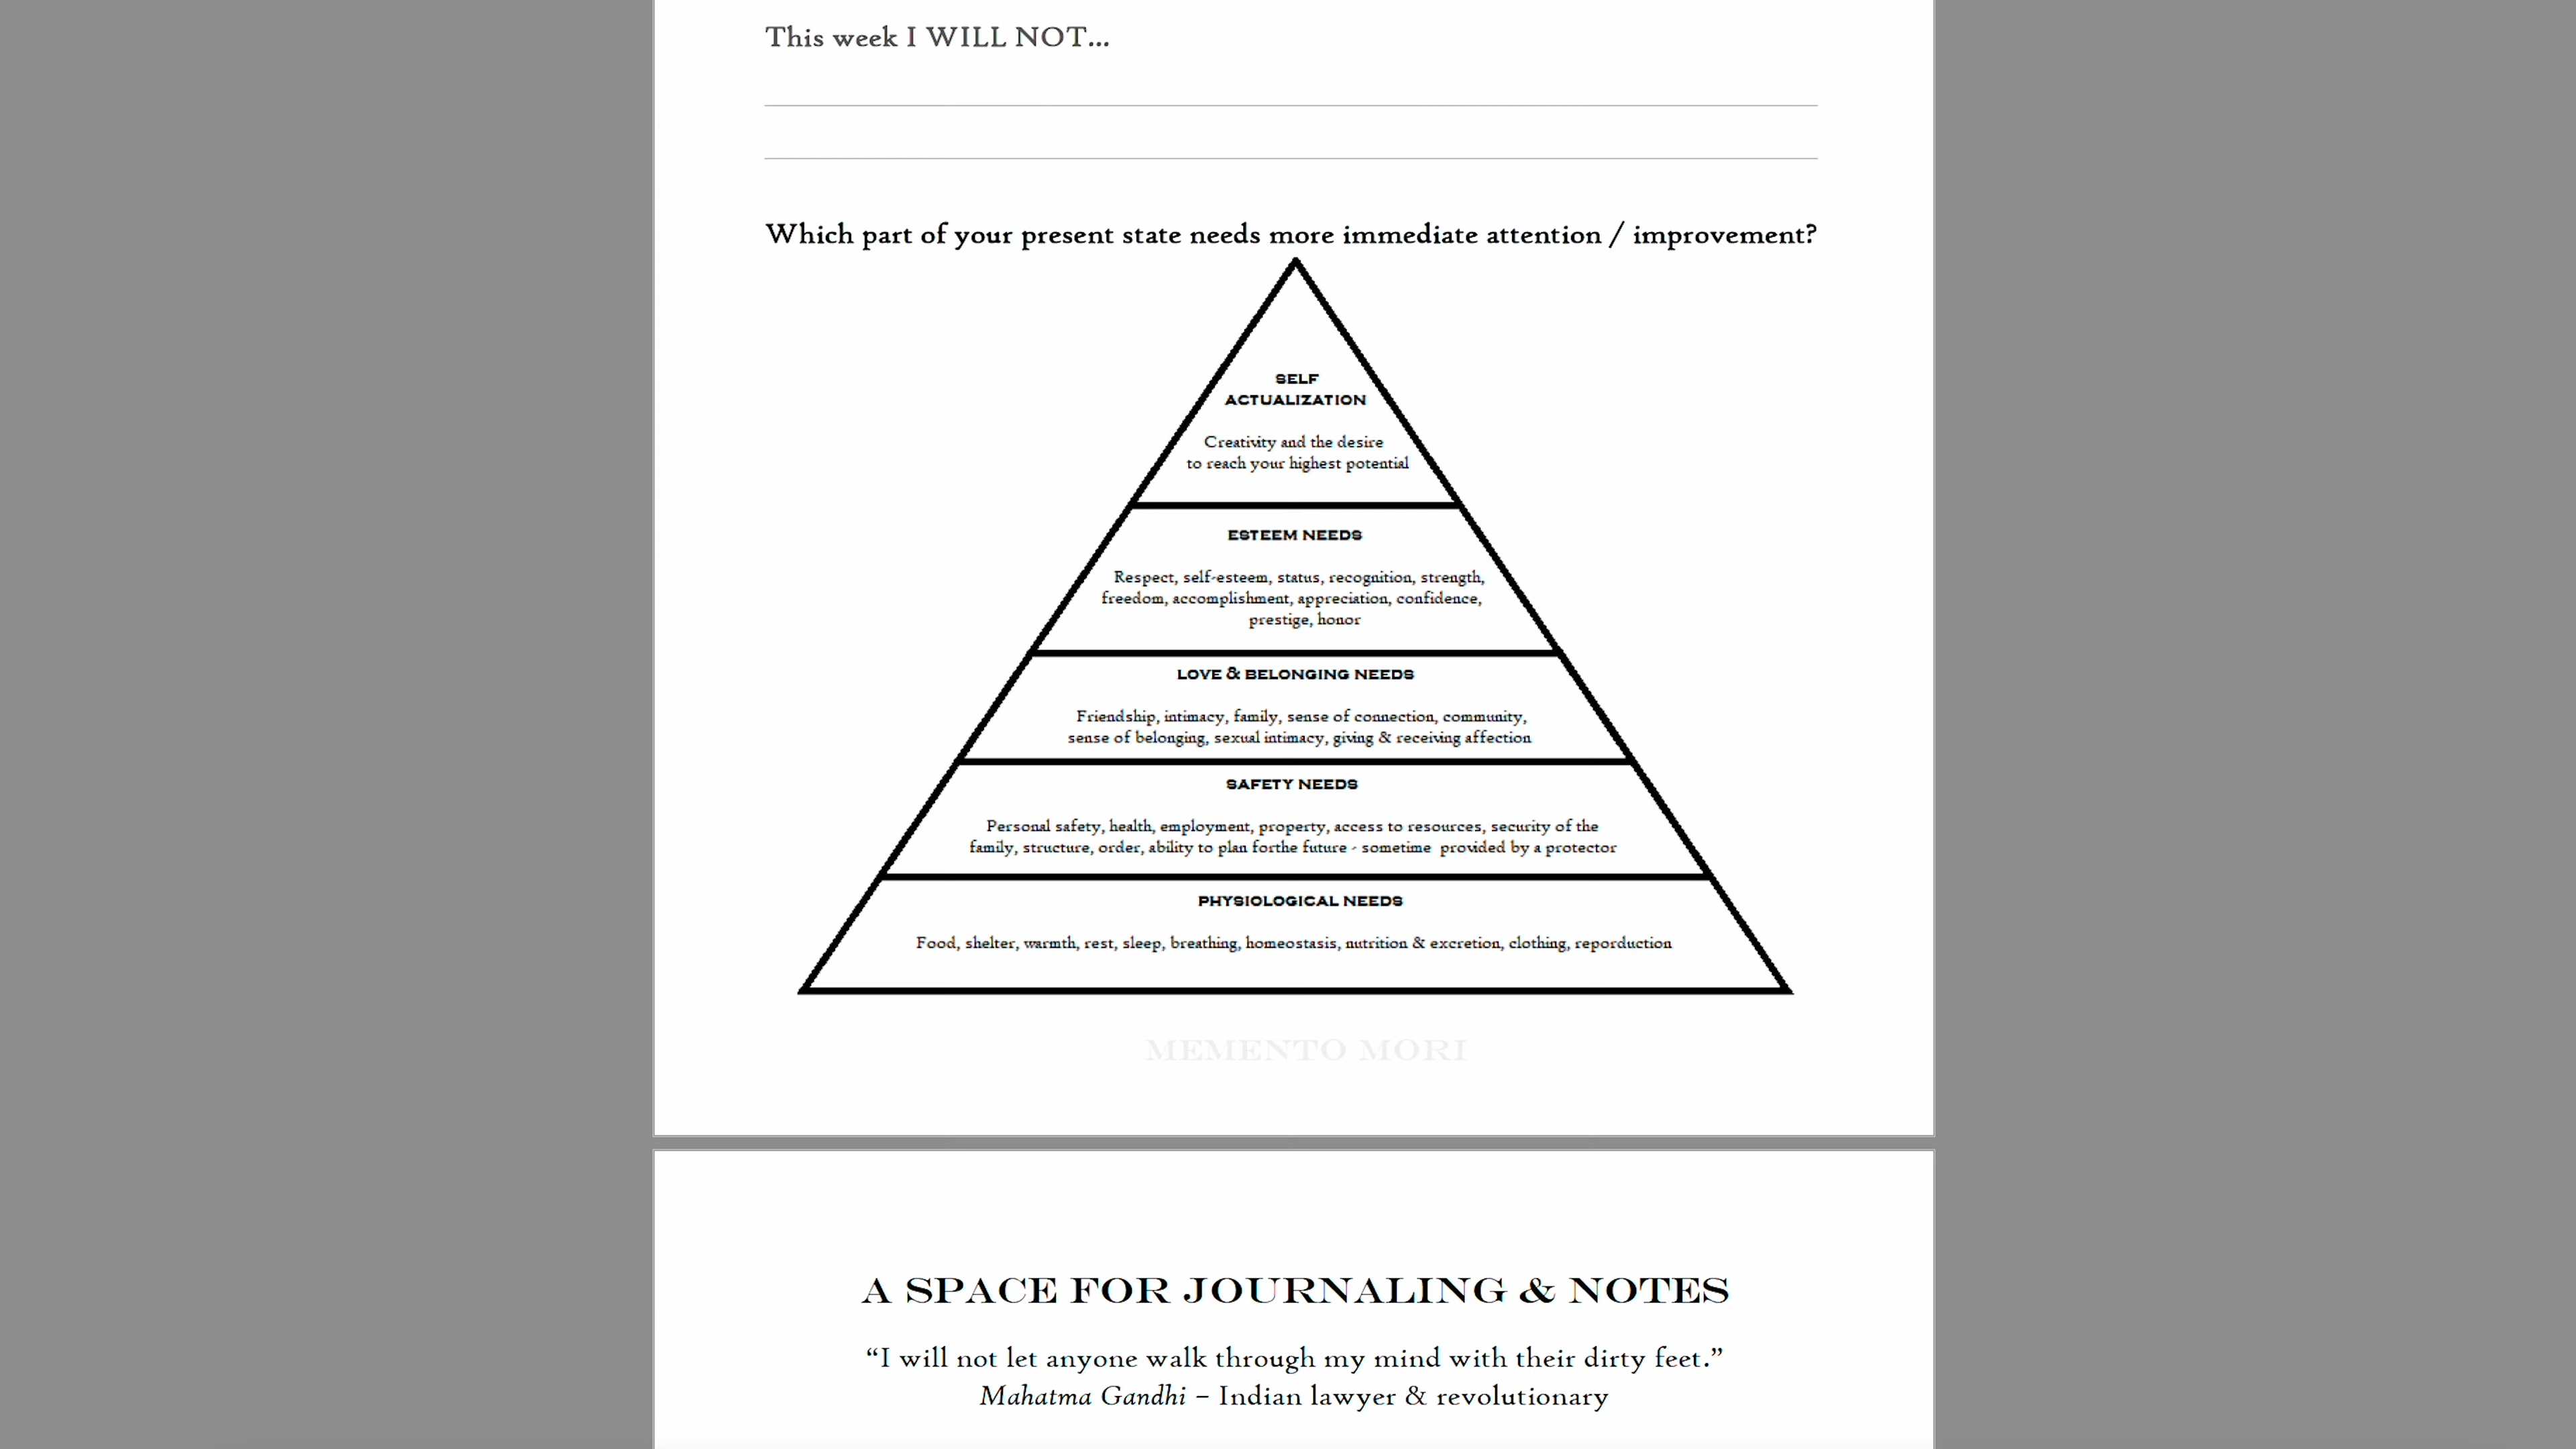 This week I WILL NOT...
Which part of your present state needs more immediate attention / improvement?
SELF
ACTUALIZATION
Creativity and the desire
to reach your highest potential
ESTEEM NEEDS
Respect, self-esteem, status, recognition, strength,
freedom, accomplishment, appreciation, confidence,
prestige, honor
LOVE & BELONGING NEEDS
Friendship, intimacy, family, sense of connection, community,
sense of belonging, sexual intimacy, giving & receiving affection
SAFETY NEEDS
Personal safety, health, employment, property, access to resources, security of the
family, structure, order, ability to plan forthe future - sometime  provided by a protector
PHYSIOLOGICAL NEEDS
Food, shelter, warmth, rest, sleep, breathing, homeostasis, nutrition & excretion, clothing, reporduction
MEMENTO MORI
A SPACE FOR JOURNALING & NOTES
“I will not let anyone walk through my mind with their dirty feet.”
Mahatma Gandhi – Indian lawyer & revolutionary